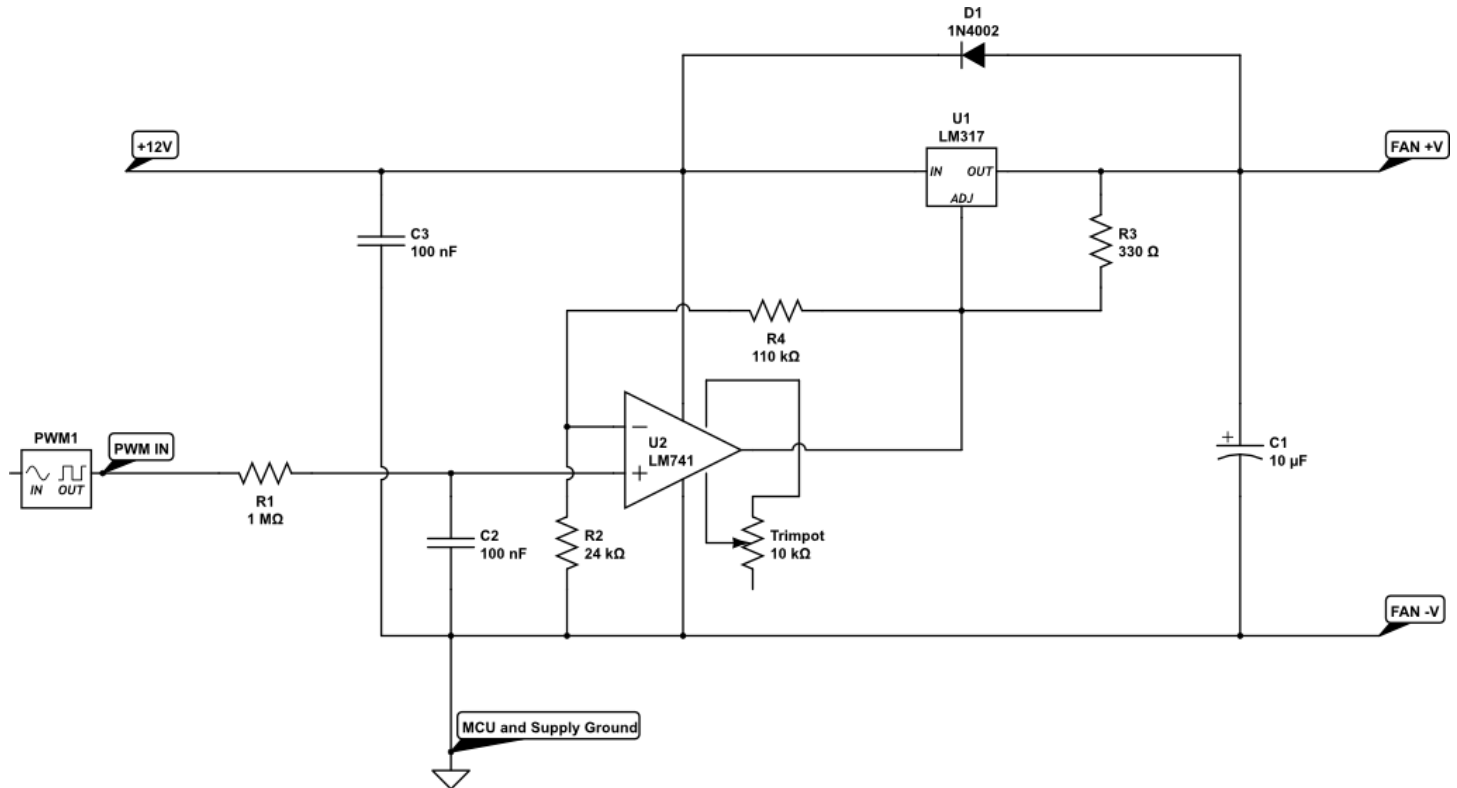 D1
1N4002
U1
LM317
+12V
FAN +V
IN
OUT
ADJ
C3
100 nF
R3
330 Ω
R4
110 kΩ
PWM1
PWM IN
−
U2
LM741
+
+
C1
10 µF
IN
OUT
R1
1 MΩ
C2
100 nF
R2
24 kΩ
Trimpot
10 kΩ
FAN -V
MCU and Supply Ground